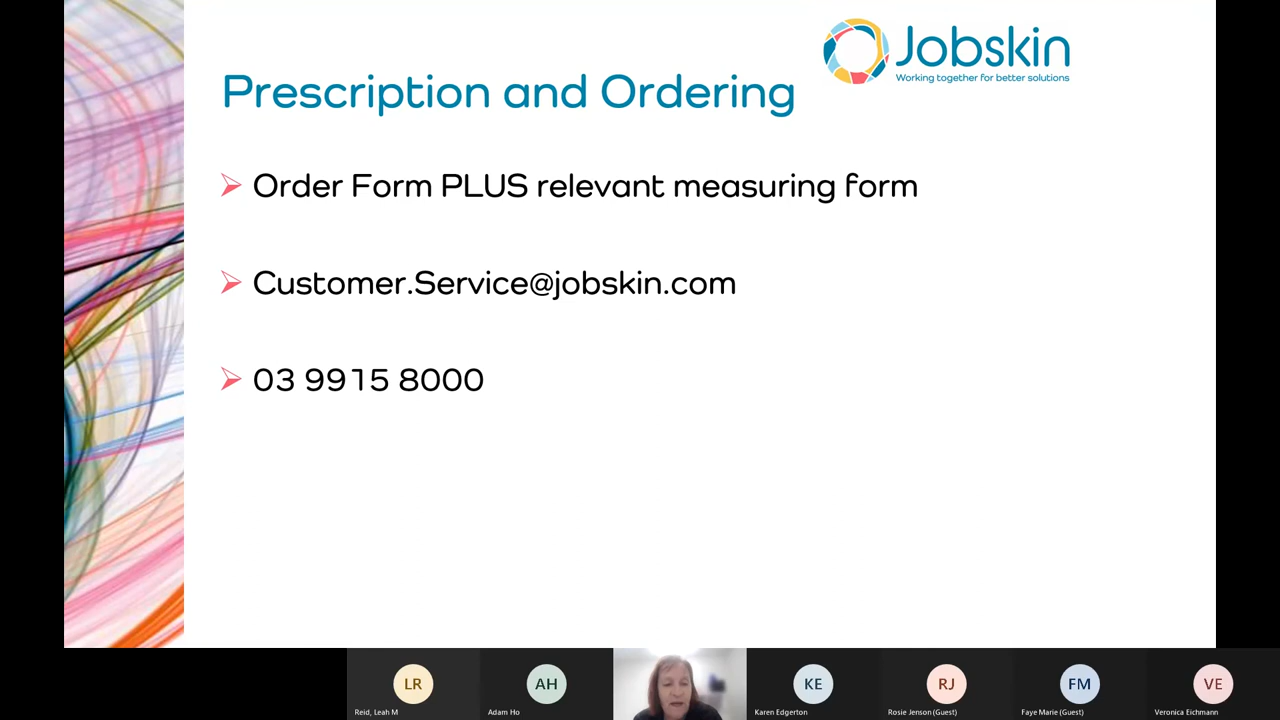 Jobskin
Working together for better solutions
Prescription and Ordering
Order Form PLUS relevant measuring form
Customer.Service@jobskin.com
03 9915 8000
LR
AH
KE
RJ
FM
VE
Reid, Leah M
Adam Ho
Karen Edgerton
Rosie Jenson (Guest)
Faye Marie (Guest)
Veronica Eichmann